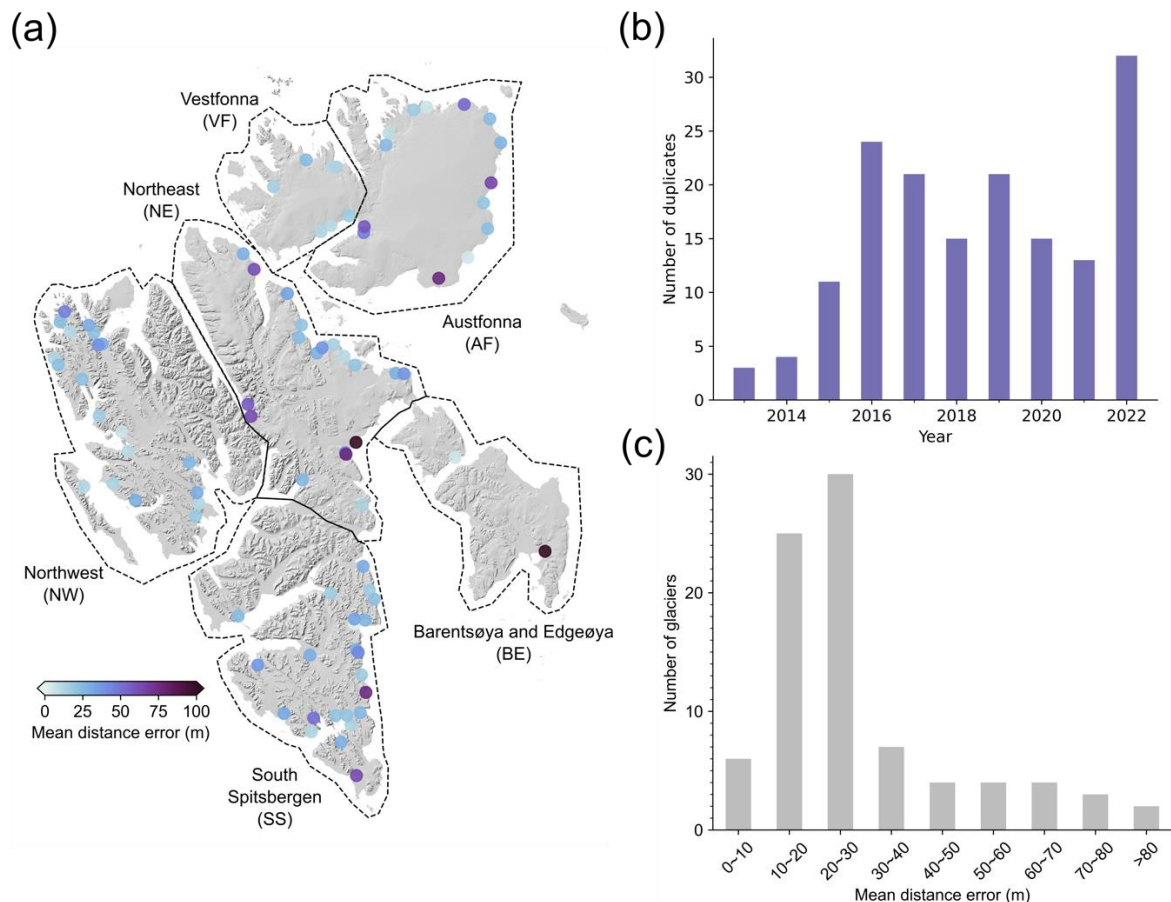 (a)
Vestfonna
(VF)
Northeast
(NE)
Austfonna
(AF)
Northwest
(NW)
Barentsøya and Edgeøya
(BE)
0 25 50 75 100
Mean distance error (m)
South
Spitsbergen
(SS)
(b)
Number of duplicates
30
25
20
15
10
5
0
2014 2016 2018 2020 2022
Year
(c)
Number of glaciers
30
20
10
0
0~10 10~20 20~30 30~40 40~50 50~60 60~70 70~80 >80
Mean distance error (m)